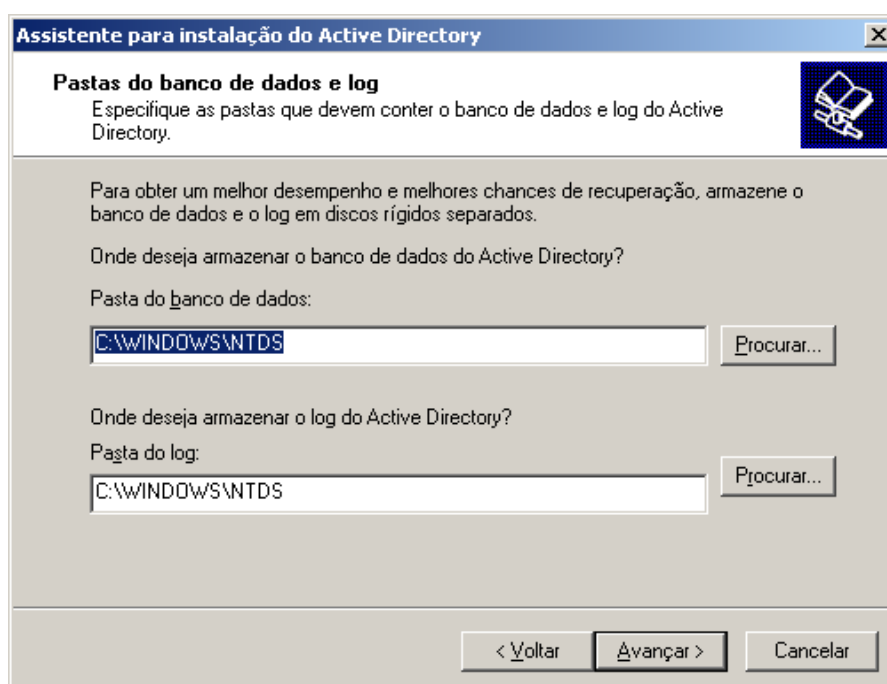 Assistente para instalação do Active Directory
Pastas do banco de dados e log
Especifique as pastas que devem conter o banco de dados e log do Active
Directory.
Para obter um melhor desempenho e melhores chances de recuperação, armazene o
banco de dados e o log em discos rígidos separados.
Onde deseja armazenar o banco de dados do Active Directory?
Pasta do banco de dados:
C:\WINDOWS\NTDS
Procurar...
Onde deseja armazenar o log do Active Directory?
Pasta do log:
C:\WINDOWS\NTDS
Procurar...
< Voltar
Avançar >
Cancelar